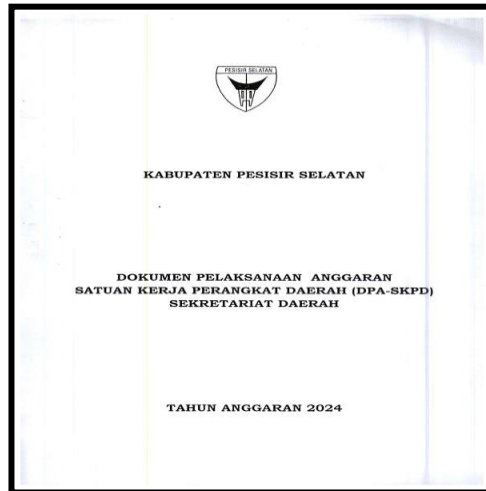 PESISIR SELATAN
KABUPATEN PESISIR SELATAN
DOKUMEN PELAKSANAAN ANGGARAN
SATUAN KERJA PERANGKAT DAERAH (DPA-SKPD)
SEKRETARIAT DAERAH
TAHUN ANGGARAN 2024